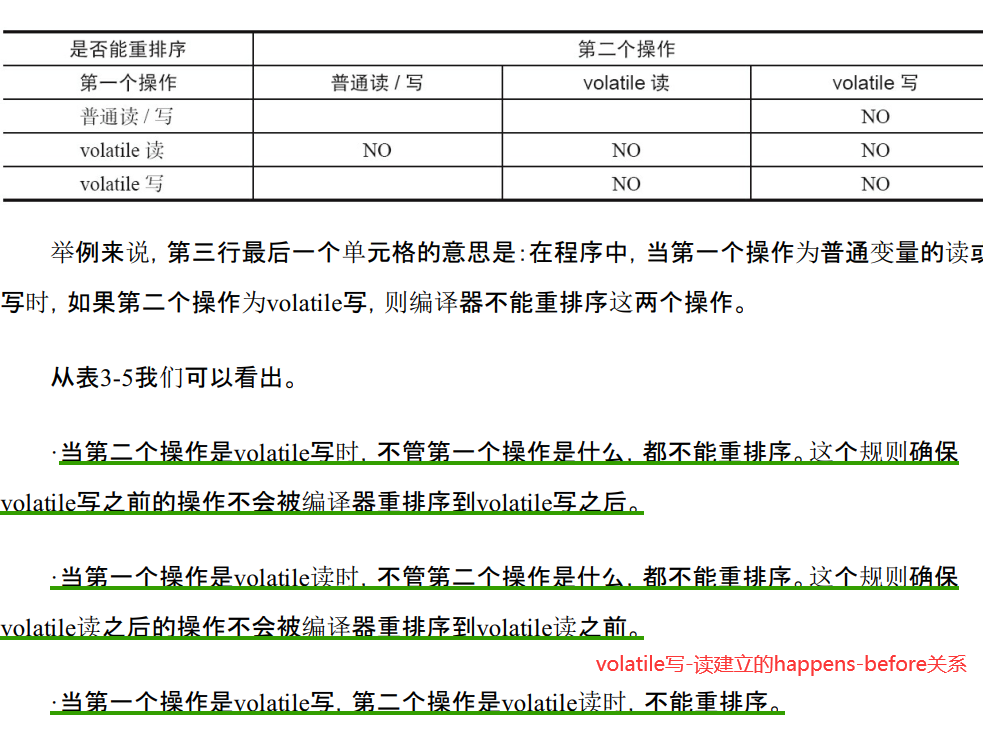 是否能重排序 第二个操作
第一个操作 普通读 / 写 volatile 读 volatile 写
普通读 / 写 NO
volatile 读 NO NO NO
volatile 写 NO NO
举例来说，第三行最后一个单元格的意思是：在程序中，当第一个操作为普通变量的读或
写时，如果第二个操作为volatile写，则编译器不能重排序这两个操作。
从表3-5我们可以看出。
·当第二个操作是volatile写时，不管第一个操作是什么，都不能重排序。这个规则确保
volatile写之前的操作不会被编译器重排序到volatile写之后。
·当第一个操作是volatile读时，不管第二个操作是什么，都不能重排序。这个规则确保
volatile读之后的操作不会被编译器重排序到volatile读之前。
volatile写-读建立的happens-before关系
·当第一个操作是volatile写，第二个操作是volatile读时，不能重排序。